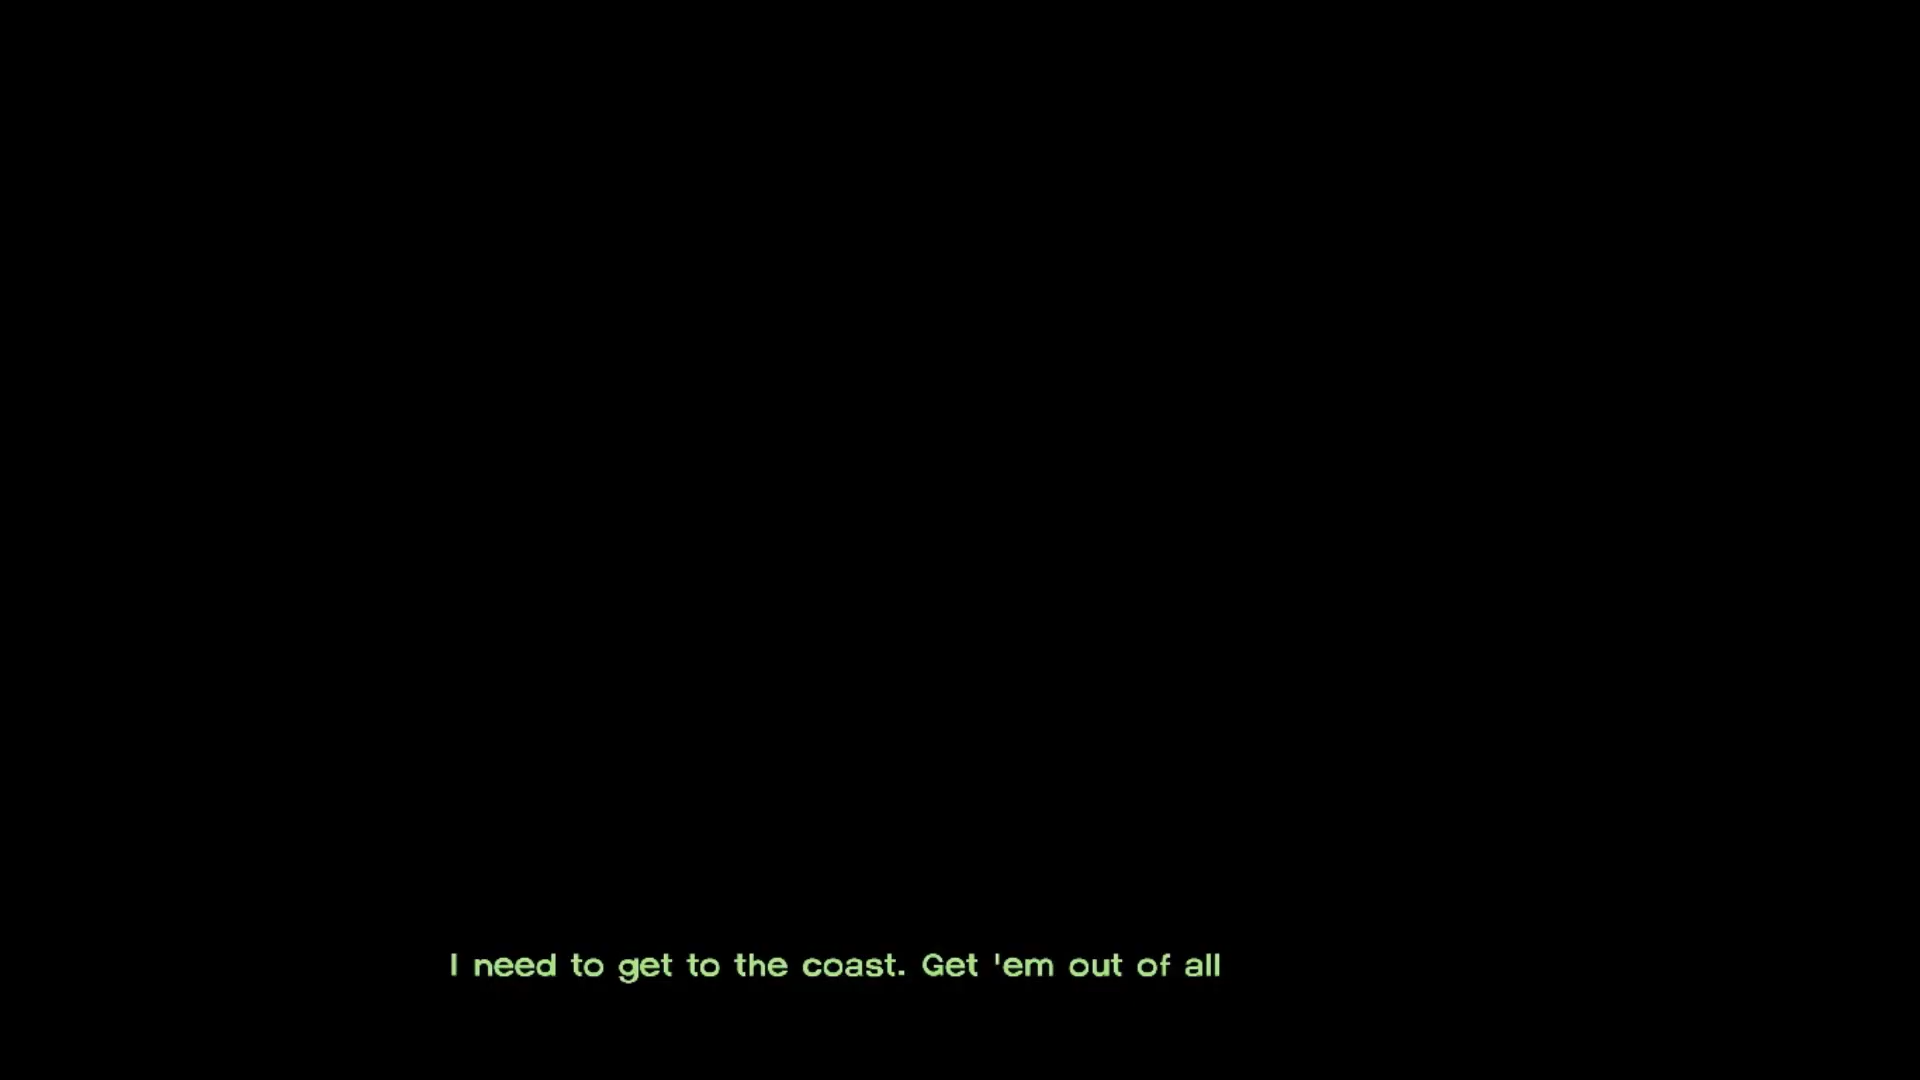 I need to get to the coast. Get 'em out of all